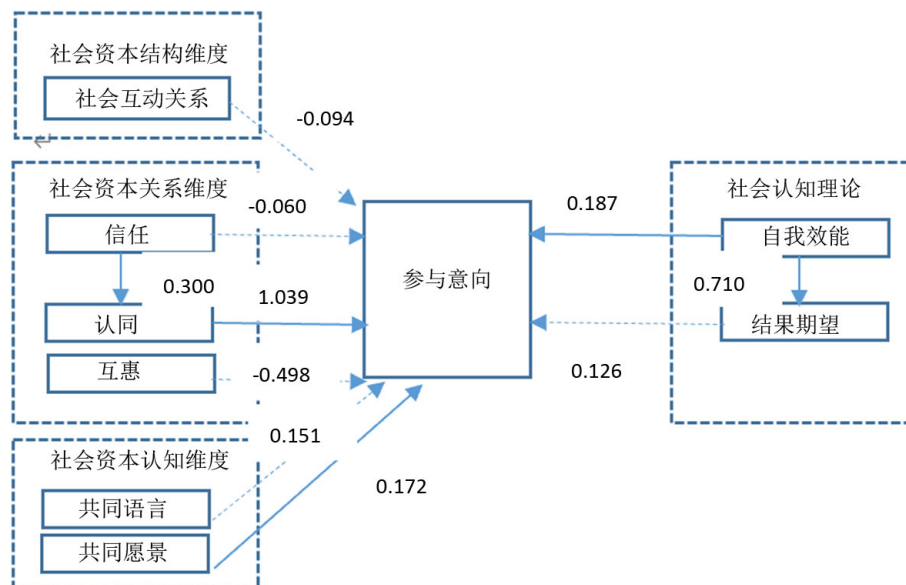 社会资本结构维度
社会互动关系
-0.094
社会资本关系维度
信任
-0.060
0.300
1.039
认同
互惠
-0.498
参与意向
0.187
社会认知理论
自我效能
0.710
结果期望
0.126
0.151
社会资本认知维度
0.172
共同语言
共同愿景